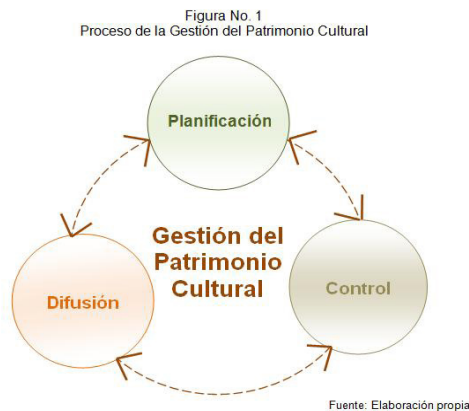 Figura No. 1
Proceso de la Gestión del Patrimonio Cultural
Planificación
Gestión del
Patrimonio
Cultural
Difusión
Control
Fuente: Elaboración propia